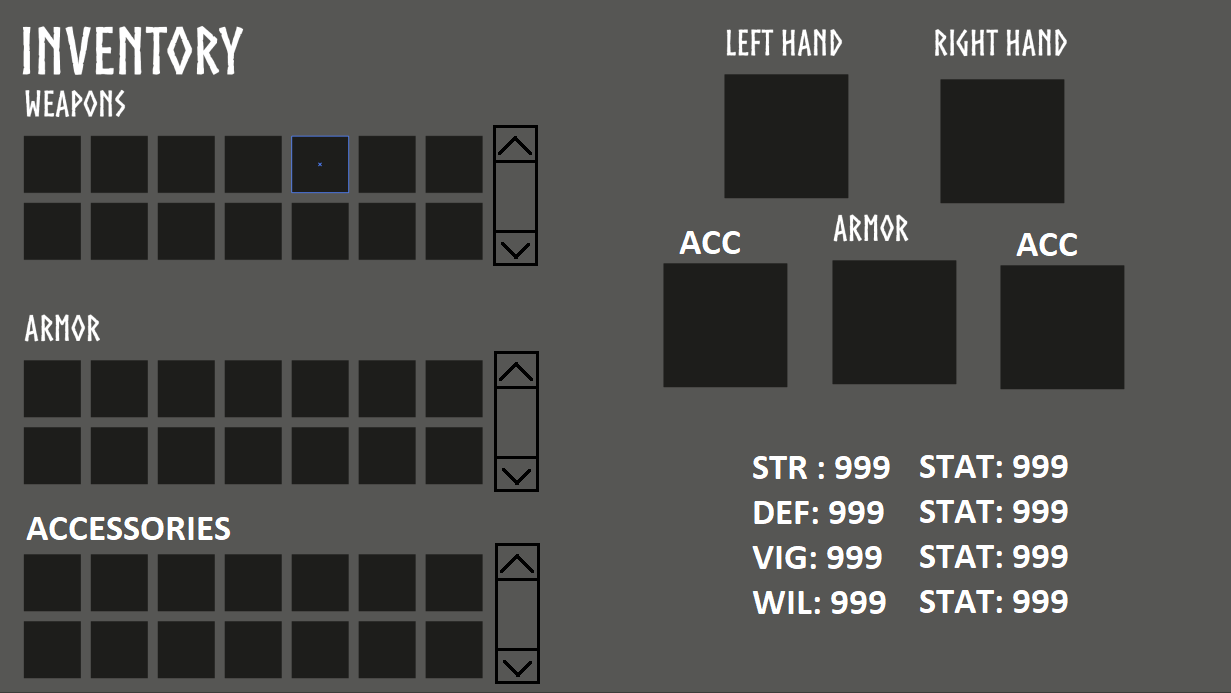 INVENTORY
WEAPONS
ARMOR
ACCESSORIES
LEFT HAND
RIGHT HAND
ACC
ARMOR
ACC
STR : 999
STAT: 999
DEF: 999
STAT: 999
VIG: 999
STAT: 999
WIL: 999
STAT: 999